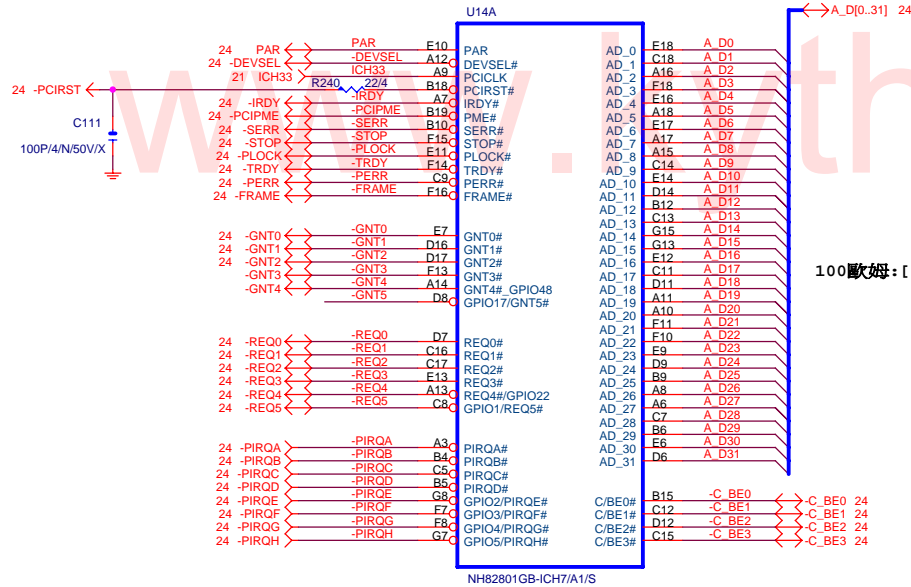 U14A
A_D[0..31] 24
24 PAR PAR E10 PAR
24 -DEVSEL -DEVSEL A12 DEVSEL#
21 ICH33 ICH33 A9 PCICLK
24 -PCIRST R240 22/4 B18 PCIRST#
24 -IRDY -IRDY A7 IRDY#
24 -PCIPME -PCIPME B19 PME#
24 -SERR -SERR B10 SERR#
24 -STOP -STOP F15 STOP#
24 -PLOCK -PLOCK E11 PLOCK#
24 -TRDY -TRDY F14 TRDY#
24 -PERR -PERR C9 PERR#
24 -FRAME -FRAME F16 FRAME#
C111
100P/4/N/50V/X
24 -GNT0 -GNT0 E7 GNT0#
24 -GNT1 -GNT1 D16 GNT1#
24 -GNT2 -GNT2 D17 GNT2#
-GNT3 -GNT3 F13 GNT3#
-GNT4 -GNT4 A14 GNT4#_GPIO48
-GNT5 D8 GPIO17/GNT5#
24 -REQ0 -REQ0 D7 REQ0#
24 -REQ1 -REQ1 C16 REQ1#
24 -REQ2 -REQ2 C17 REQ2#
24 -REQ3 -REQ3 E13 REQ3#
24 -REQ4 -REQ4 A13 REQ4#/GPIO22
24 -REQ5 -REQ5 C8 GPIO1/REQ5#
24 -PIRQA -PIRQA A3 PIRQA#
24 -PIRQB -PIRQB B4 PIRQB#
24 -PIRQC -PIRQC C5 PIRQC#
24 -PIRQD -PIRQD B5 PIRQD#
24 -PIRQE -PIRQE G8 GPIO2/PIRQE#
24 -PIRQF -PIRQF F7 GPIO3/PIRQF#
24 -PIRQG -PIRQG F8 GPIO4/PIRQG#
24 -PIRQH -PIRQH G7 GPIO5/PIRQH#
AD_0 E18 A_D0
AD_1 C18 A_D1
AD_2 A16 A_D2
AD_3 F18 A_D3
AD_4 E16 A_D4
AD_5 A18 A_D5
AD_6 E17 A_D6
AD_7 A17 A_D7
AD_8 A15 A_D8
AD_9 C14 A_D9
AD_10 E14 A_D10
AD_11 D14 A_D11
AD_12 B12 A_D12
AD_13 C13 A_D13
AD_14 G15 A_D14
AD_15 G13 A_D15
AD_16 E12 A_D16
AD_17 C11 A_D17
AD_18 D11 A_D18
AD_19 A11 A_D19
AD_20 A10 A_D20
AD_21 F11 A_D21
AD_22 F10 A_D22
AD_23 E9 A_D23
AD_24 D9 A_D24
AD_25 B9 A_D25
AD_26 A8 A_D26
AD_27 A6 A_D27
AD_28 C7 A_D28
AD_29 B6 A_D29
AD_30 E6 A_D30
AD_31 D6 A_D31
C/BE0# B15 -C_BE0 -C_BE0 24
C/BE1# C12 -C_BE1 -C_BE1 24
C/BE2# D12 -C_BE2 -C_BE2 24
C/BE3# C15 -C_BE3 -C_BE3 24
100歐姆:[
NH82801GB-ICH7/A1/S
www.kyth